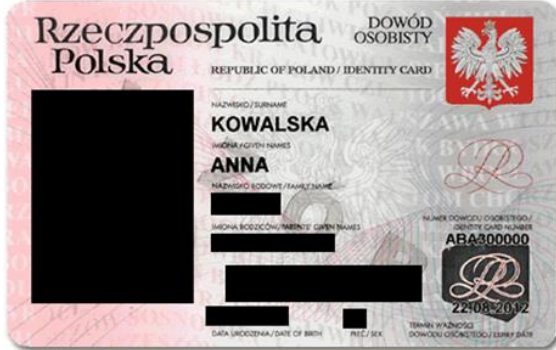 Rzeczpospolita
Polska
DOWÓD
OSOBISTY
REPUBLIC OF POLAND / IDENTITY CARD
NAZWISKO / SURNAME
KOWALSKA
IMIONA / GIVEN NAMES
ANNA
NAZWISKO RODOWE / FAMILY NAME
IMIONA RODZICÓW / PARENTS' GIVEN NAMES
NUMER DOWODU OSOBISTEGO /
IDENTITY CARD NUMBER
ABA300000
22.08.2012
DATA URODZENIA / DATE OF BIRTH
PŁEĆ / SEX
TERMIN WAŻNOŚCI
DOWODU OSOBISTEGO / EXPIRY DATE